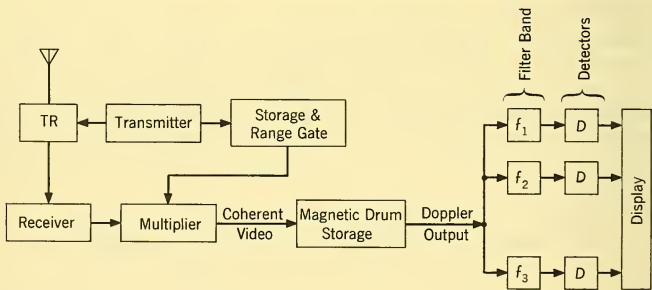 Filter Band
Detectors
TR
Transmitter
Storage &
Range Gate
f1
D
f2
D
Receiver
Multiplier
Coherent
Video
Magnetic Drum
Storage
Doppler
Output
f3
D
Display